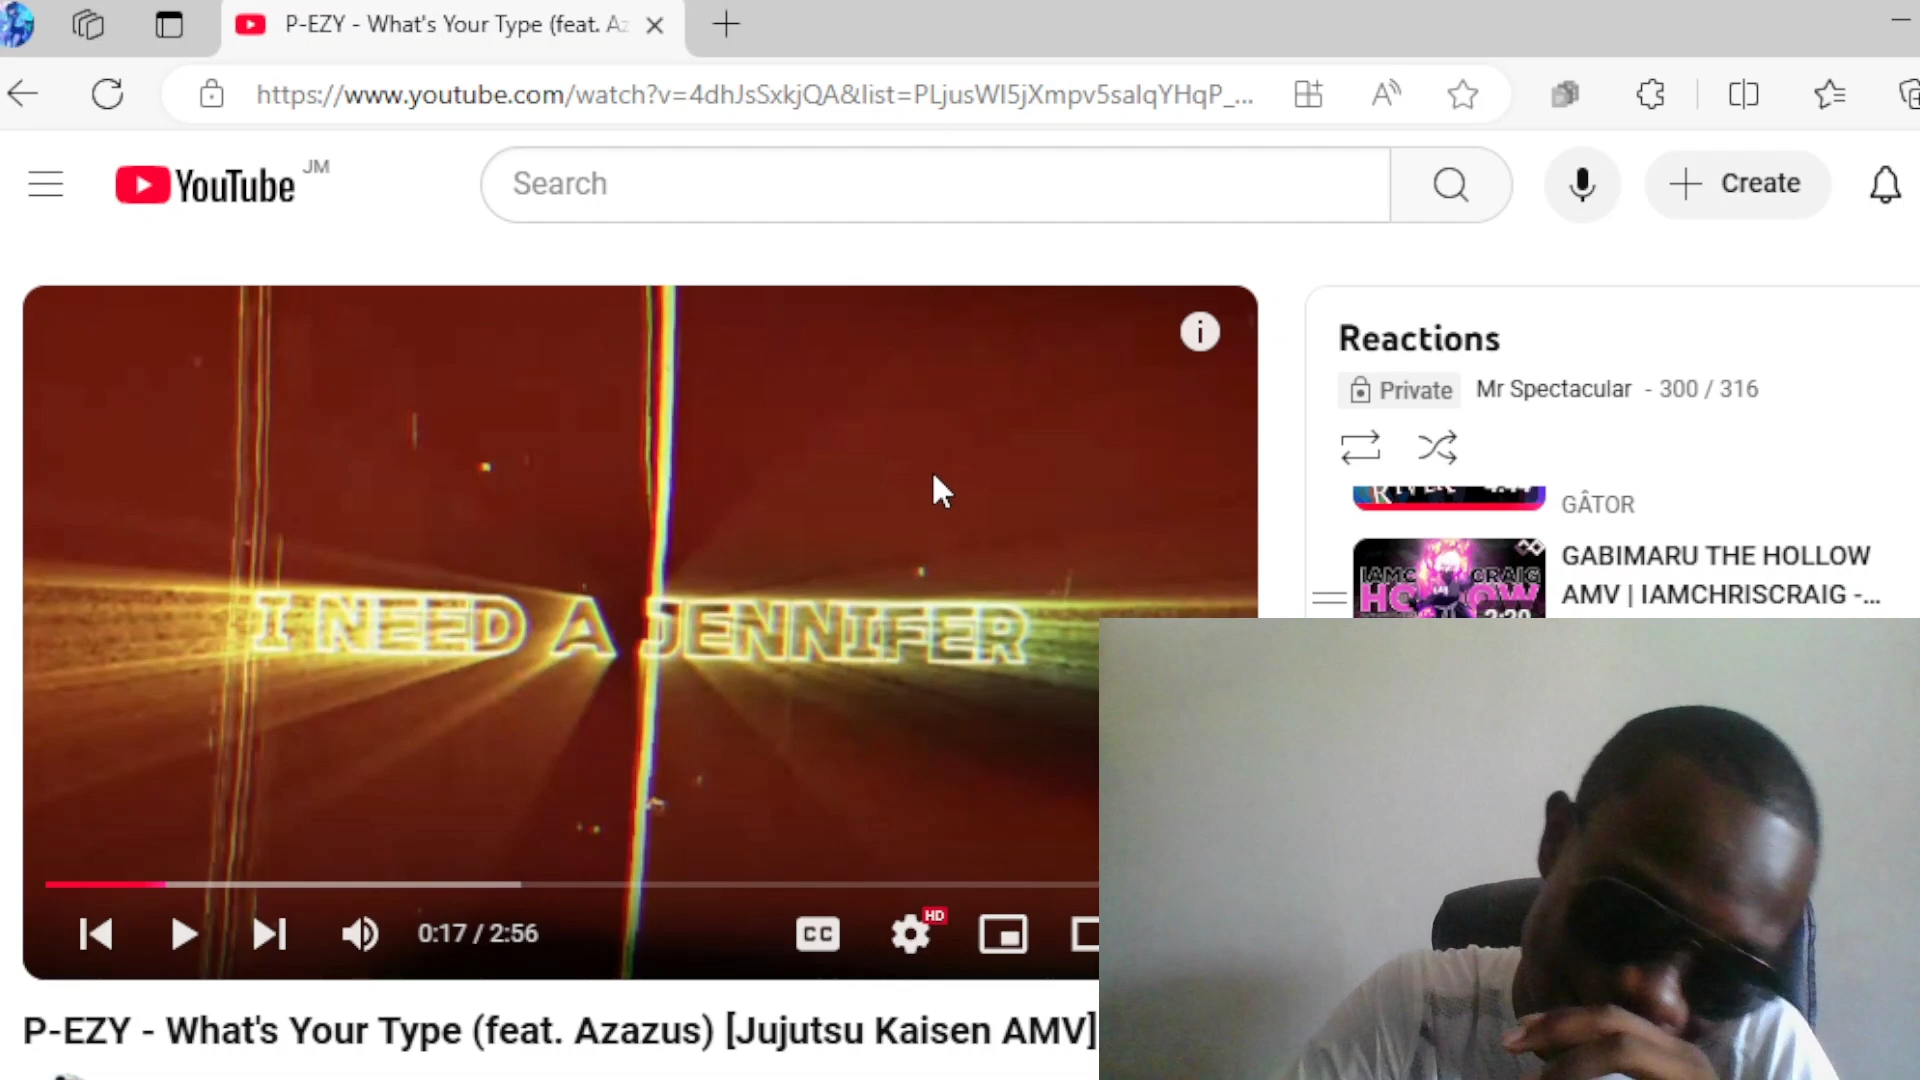 P-EZY - What's Your Type (feat. Az
https://www.youtube.com/watch?v=4dhJsSxkjQA&list=PLjusWI5jXmpv5salqYHqP_...
YouTube JM
Search
Create
Reactions
Private Mr Spectacular - 300 / 316
GÂTOR
GABIMARU THE HOLLOW
AMV | IAMCHRISCRAIG -...
I NEED A JENNIFER
0:17 / 2:56
CC
HD
P-EZY - What's Your Type (feat. Azazus) [Jujutsu Kaisen AMV]